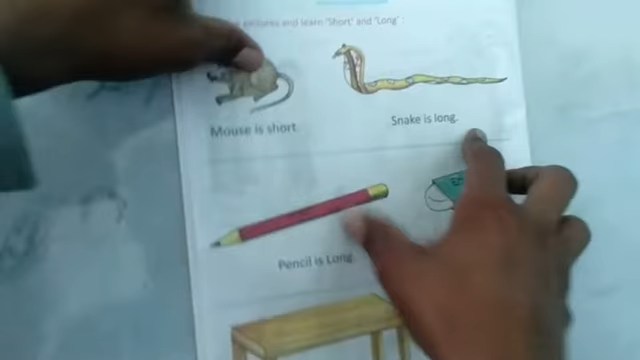 pictures and learn 'Short' and 'Long' :
Mouse is short.
Snake is long.
Pencil is Long